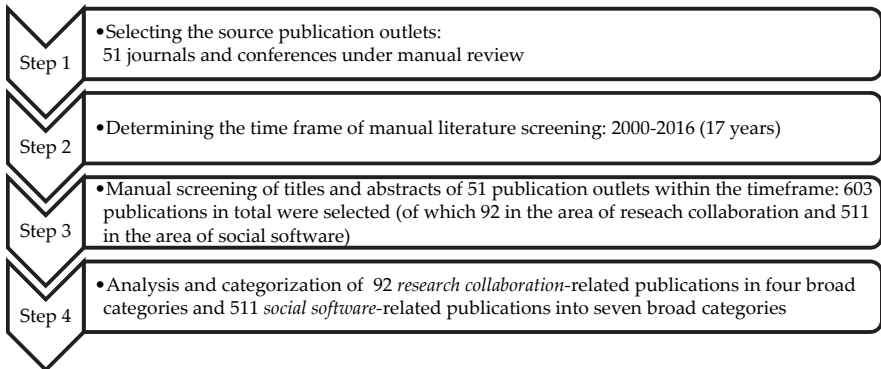 Step 1
•Selecting the source publication outlets:
51 journals and conferences under manual review
Step 2
•Determining the time frame of manual literature screening: 2000-2016 (17 years)
Step 3
•Manual screening of titles and abstracts of 51 publication outlets within the timeframe: 603
publications in total were selected (of which 92 in the area of reseach collaboration and 511
in the area of social software)
Step 4
•Analysis and categorization of 92 research collaboration-related publications in four broad
categories and 511 social software-related publications into seven broad categories